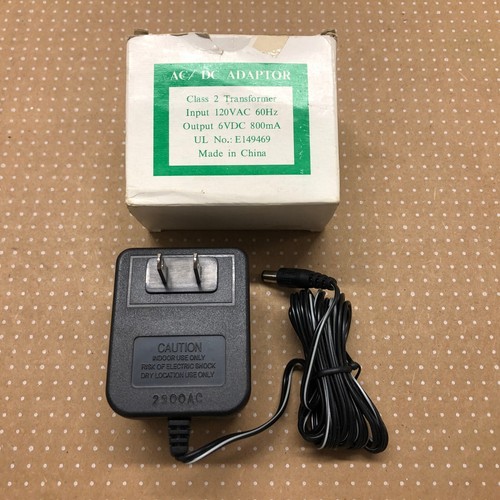 AC/ DC ADAPTOR
Class 2 Transformer
Input 120VAC 60Hz
Output 6VDC 800mA
UL No.: E149469
Made in China
CAUTION
INDOOR USE ONLY
RISK OF ELECTRIC SHOCK
DRY LOCATION USE ONLY
2900AC